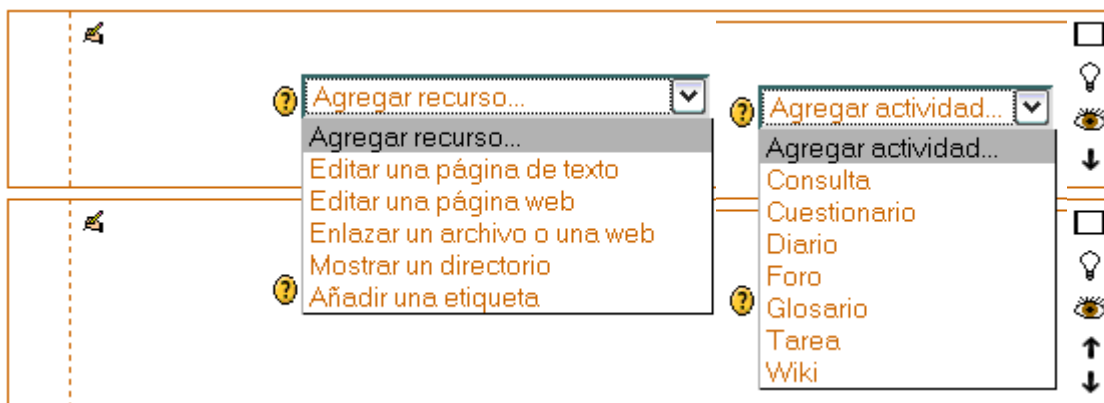 Agregar recurso...
Agregar recurso...
Editar una página de texto
Editar una página web
Enlazar un archivo o una web
Mostrar un directorio
Añadir una etiqueta
Agregar actividad...
Agregar actividad...
Consulta
Cuestionario
Diario
Foro
Glosario
Tarea
Wiki